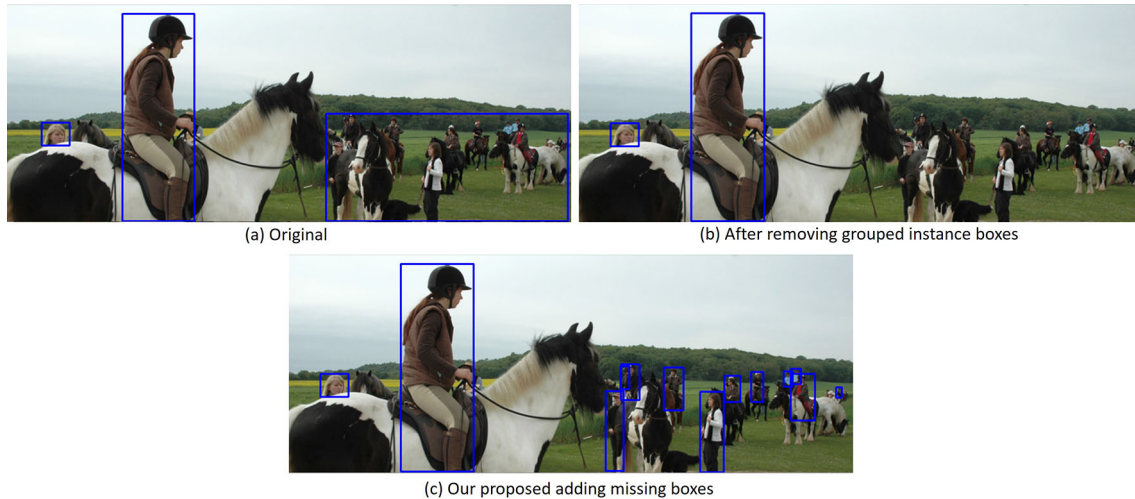 (a) Original
(b) After removing grouped instance boxes
(c) Our proposed adding missing boxes